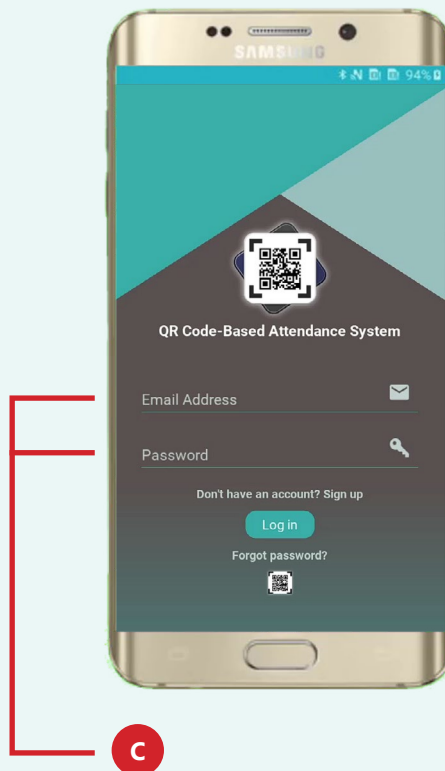 SAMSUNG
94%
QR Code-Based Attendance System
Email Address
Password
Don't have an account? Sign up
Log in
Forgot password?
C